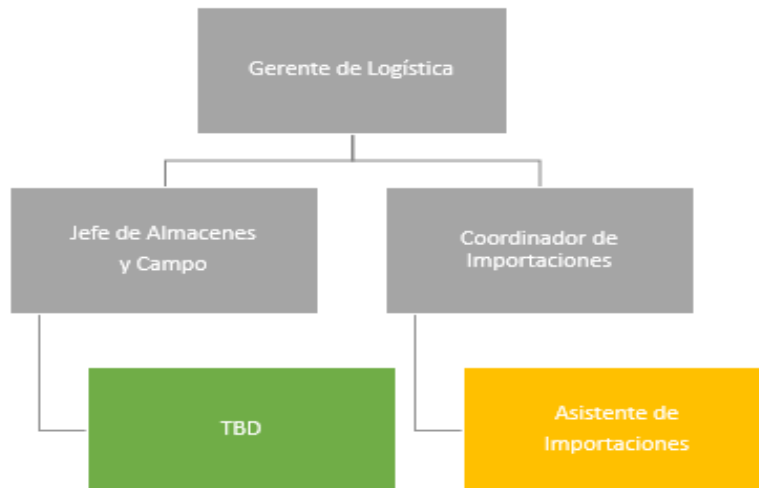 Gerente de Logística
Jefe de Almacenes
y Campo
Coordinador de
Importaciones
TBD
Asistente de
Importaciones